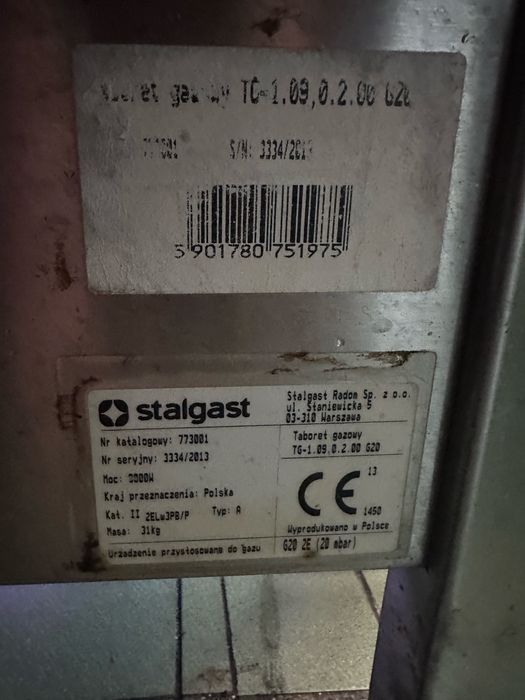 gazowy TG-1.09,0.2.00 G20
S/N: 3334/2013
5 901780 751975
stalgast
Stalgast Radom Sp. z o.o.
ul. Staniewicka 5
03-310 Warszawa
Nr katalogowy: 773001
Nr seryjny: 3334/2013
Moc: 9000W
Kraj przeznaczenia: Polska
Kat. II 2ELw3PB/P Typ: A
Masa: 31kg
Urządzenie przystosowane do gazu
Taboret gazowy
TG-1.09.0.2.00 G20
CE
13
1450
Wyprodukowano w Polsce
G20 2E (20 mbar)